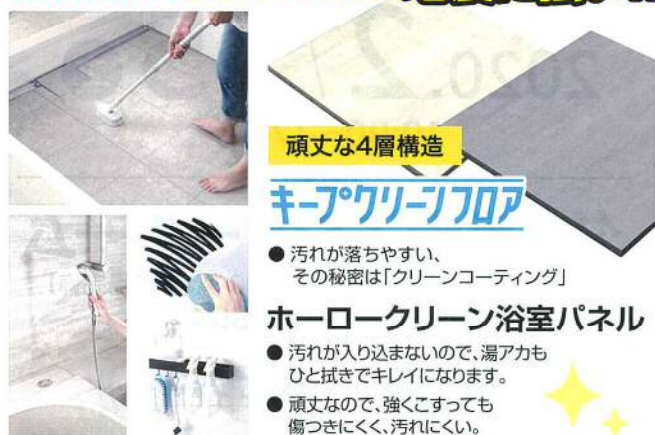 頑丈な4層構造
キープクリーンフロア
● 汚れが落ちやすい、
その秘密は「クリーンコーティング」
ホーロークリーン浴室パネル
● 汚れが入り込まないので、湯アカも
ひと拭きでキレイになります。
● 頑丈なので、強くこすっても
傷つきにくく、汚れにくい。